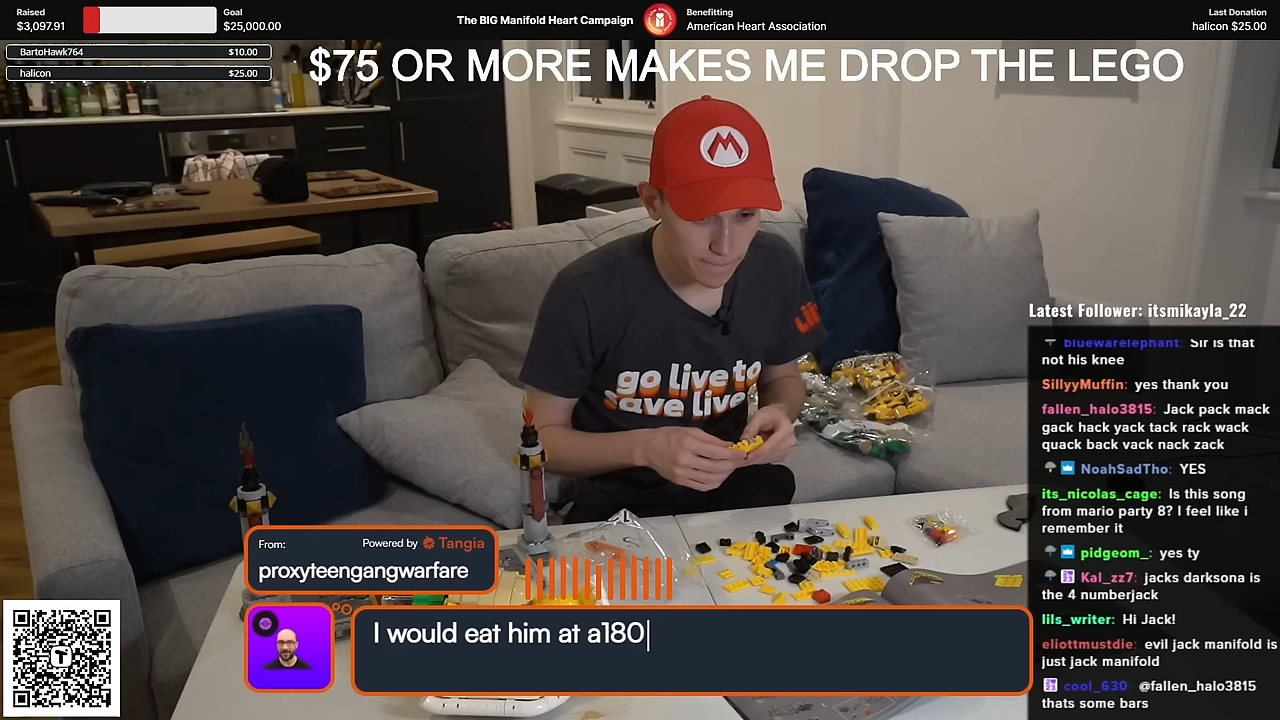 Raised
$3,097.91
Goal
$25,000.00
The BIG Manifold Heart Campaign
Benefitting
American Heart Association
Last Donation
halicon $25.00
BartoHawk764 $10.00
halicon $25.00
$75 OR MORE MAKES ME DROP THE LEGO
M
go live to
save live
Latest Follower: itsmikayla_22
bluewarelephant: Sir is that
not his knee
SillyyMuffin: yes thank you
fallen_halo3815: Jack pack mack
gack hack yack tack rack wack
quack back vack nack zack
NoahSadTho: YES
its_nicolas_cage: Is this song
from mario party 8? I feel like i
remember it
pidgeom_: yes ty
Kal_zz7: jacks darksona is
the 4 numberjack
lils_writer: Hi Jack!
eliottmustdie: evil jack manifold is
just jack manifold
cool_630: @fallen_halo3815
thats some bars
From: Powered by Tangia
proxyteengangwarfare
I would eat him at a180